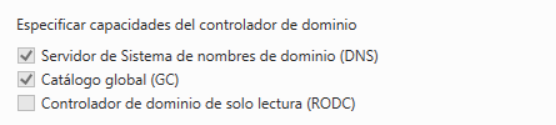 Especificar capacidades del controlador de dominio
Servidor de Sistema de nombres de dominio (DNS)
Catálogo global (GC)
Controlador de dominio de solo lectura (RODC)